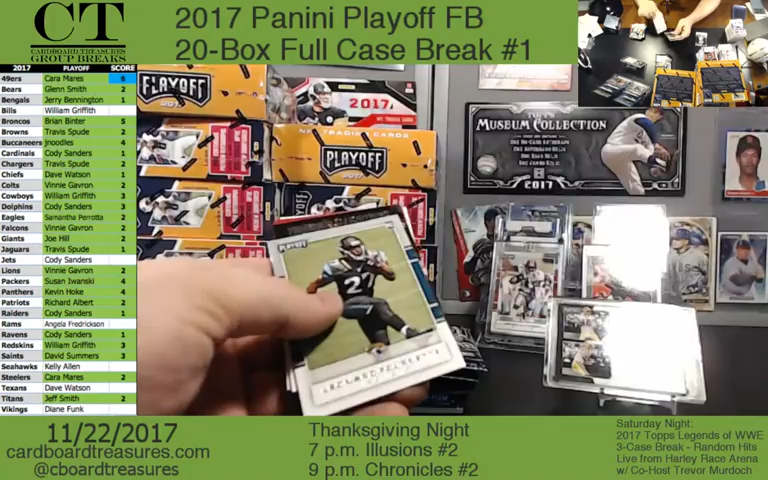 CT
CARDBOARD TREASURES
GROUP BREAKS
2017 Panini Playoff FB
20-Box Full Case Break #1
2017 PLAYOFF SCORE
49ers Cara Mares 6
Bears Glenn Smith 2
Bengals Jerry Bennington 1
Bills William Griffith
Broncos Brian Binter 5
Browns Travis Spude 2
Buccaneers jnoodles 4
Cardinals Cody Sanders 1
Chargers Travis Spude 2
Chiefs Dave Watson 1
Colts Vinnie Gavron 2
Cowboys William Griffith 3
Dolphins Cody Sanders 3
Eagles Samantha Perrotta 2
Falcons Vinnie Gavron 2
Giants Joe Hill 2
Jaguars Travis Spude 1
Jets Cody Sanders
Lions Vinnie Gavron 2
Packers Susan Iwanski 4
Panthers Kevin Hoke 4
Patriots Richard Albert 2
Raiders Cody Sanders 1
Rams Angela Fredrickson
Ravens Cody Sanders 1
Redskins William Griffith 3
Saints David Summers 3
Seahawks Kelly Allen
Steelers Cara Mares 2
Texans Dave Watson
Titans Jeff Smith 2
Vikings Diane Funk
PLAYOFF
2017
2017
PLAYOFF
TOPPS
MUSEUM COLLECTION
2017
PLAYOFF
27
11/22/2017
cardboardtreasures.com
@cboardtreasures
Thanksgiving Night
7 p.m. Illusions #2
9 p.m. Chronicles #2
Saturday Night:
2017 Topps Legends of WWE
3-Case Break - Random Hits
Live from Harley Race Arena
w/ Co-Host Trevor Murdoch